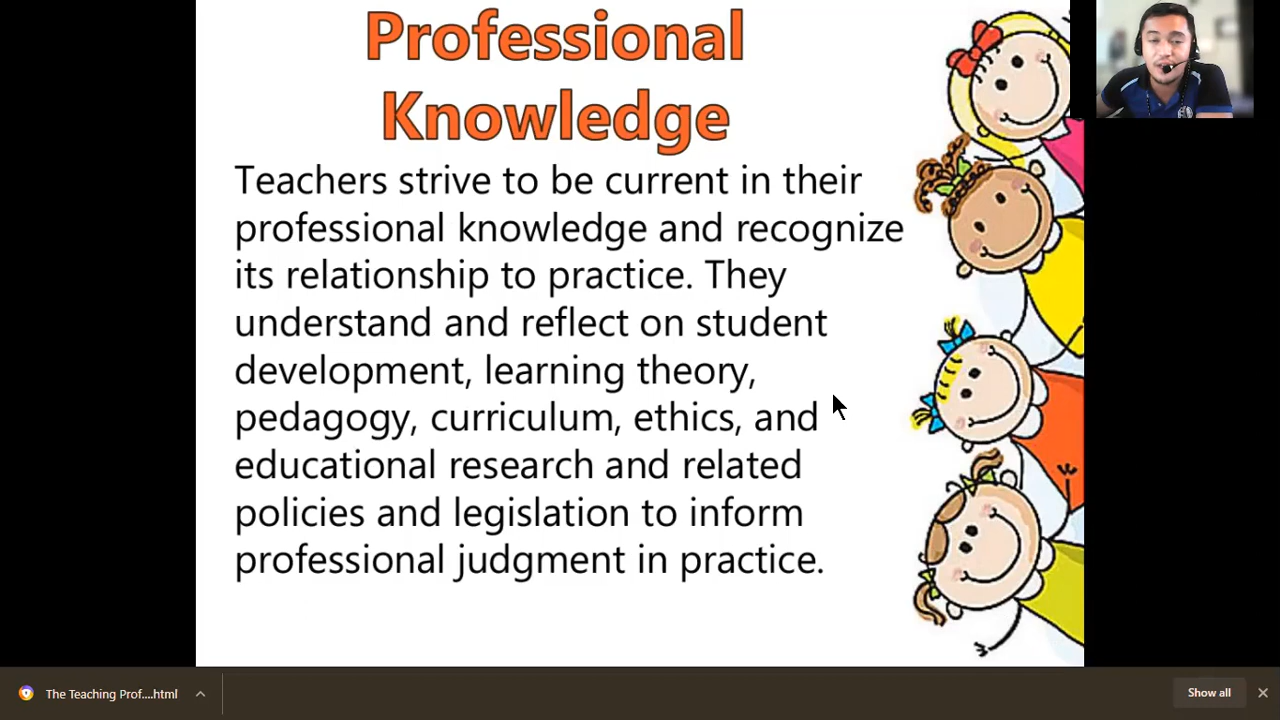 Professional
Knowledge
Teachers strive to be current in their
professional knowledge and recognize
its relationship to practice. They
understand and reflect on student
development, learning theory,
pedagogy, curriculum, ethics, and
educational research and related
policies and legislation to inform
professional judgment in practice.
The Teaching Prof....html
Show all